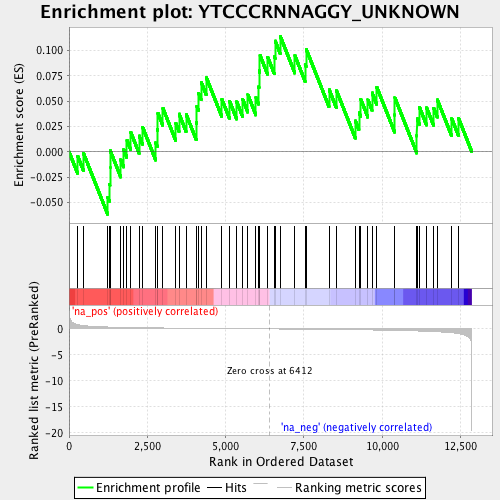 Enrichment plot: YTCCCRNNAGGY_UNKNOWN
Enrichment score (ES)
0.100
0.075
0.050
0.025
0.000
-0.025
-0.050
'na_pos' (positively correlated)
Ranked list metric (PreRanked)
0
-5
-10
-15
-20
Zero cross at 6412
'na_neg' (negatively correlated)
0
2,500
5,000
7,500
10,000
12,500
Rank in Ordered Dataset
Enrichment profile
Hits
Ranking metric scores